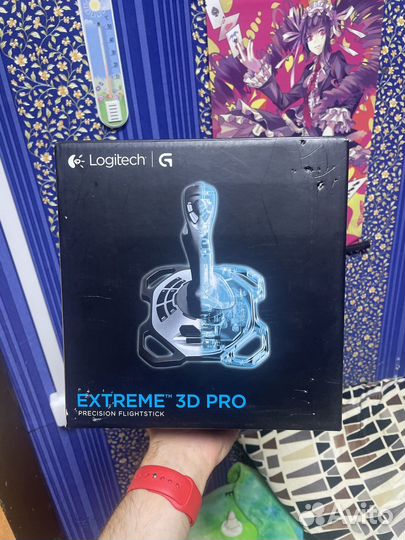 Logitech G
EXTREME™ 3D PRO
PRECISION FLIGHTSTICK
Avito